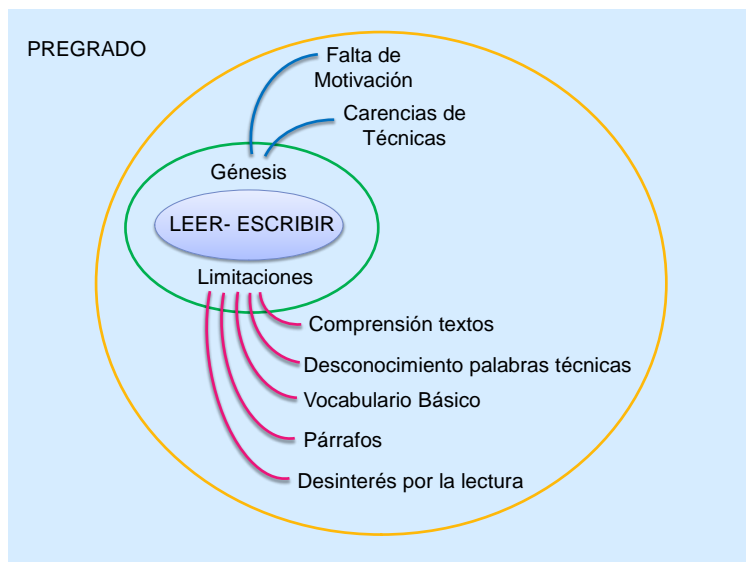 PREGRADO
Falta de
Motivación
Carencias de
Técnicas
Génesis
LEER- ESCRIBIR
Limitaciones
Comprensión textos
Desconocimiento palabras técnicas
Vocabulario Básico
Párrafos
Desinterés por la lectura